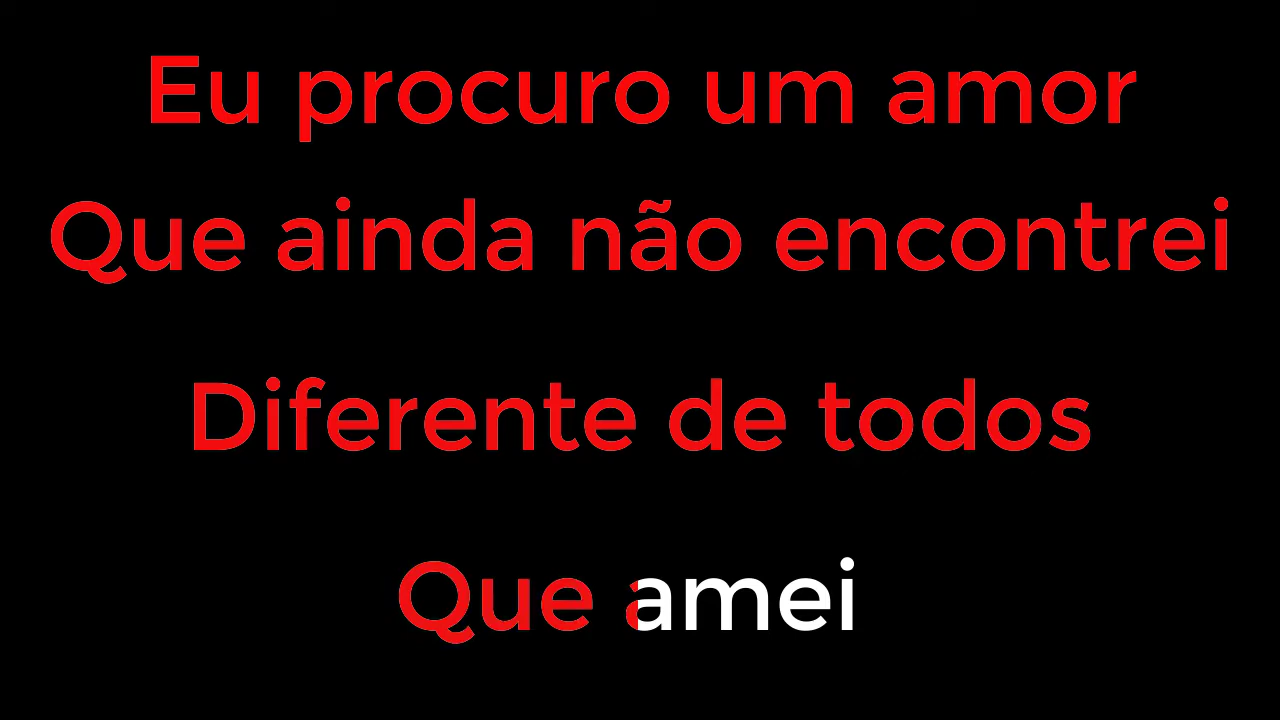 Eu procuro um amor
Que ainda não encontrei
Diferente de todos
Que amei